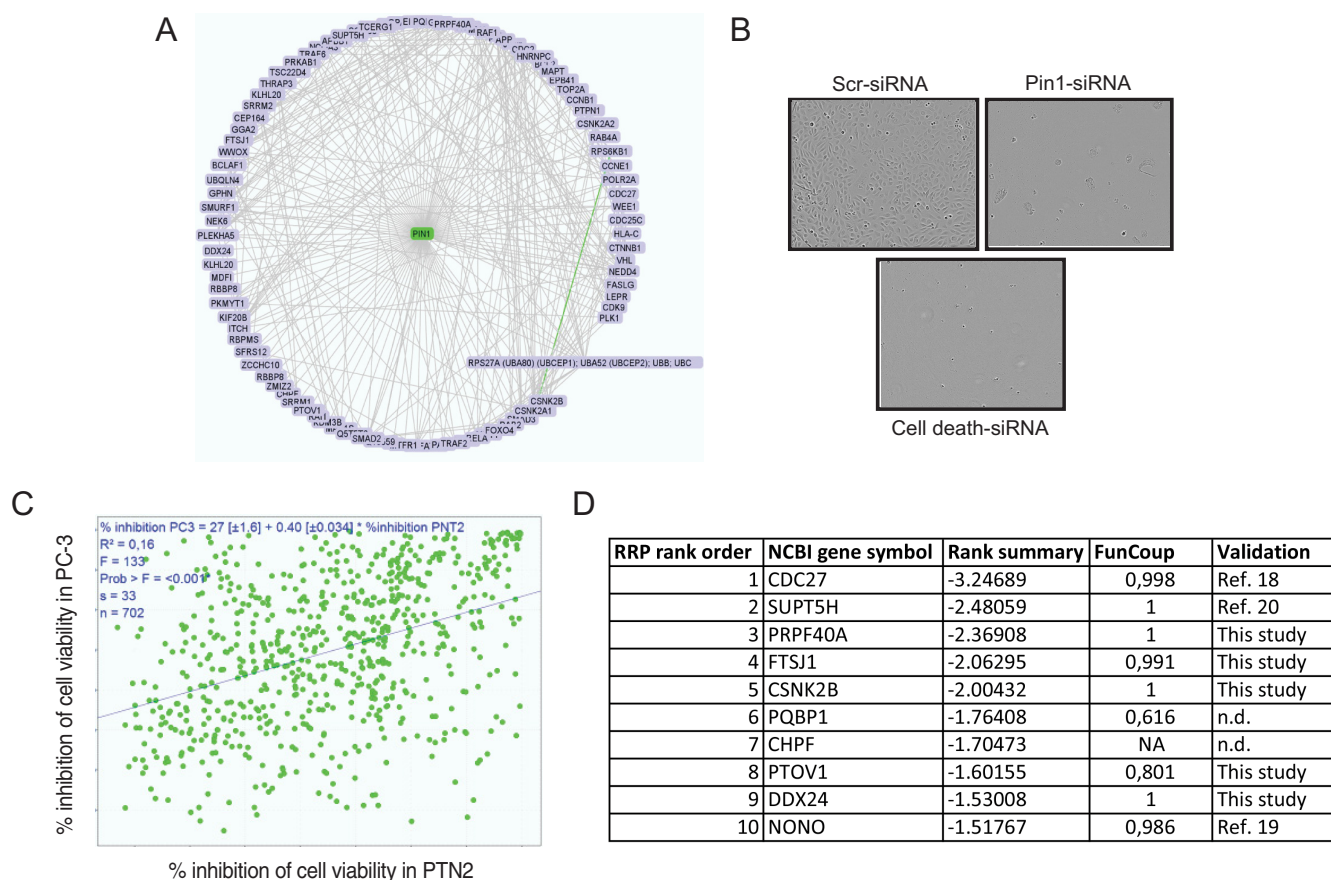 A
TCERG1
PRPF40A
SUPT5H
RAF1
TRAF6
PRKAB1
TSC22D4
THRAP3
KLHL20
SRRM2
CEP164
GGA2
FTSJ1
WWOX
BCLAF1
UBQLN4
GPHN
SMURF1
NEK6
PLEKHA5
DDX24
KLHL20
MDFI
RBBP8
PKMYT1
KIF20B
ITCH
RBPMS
SFRS12
ZCCHC10
RBBP8
ZMIZ2
CHPF
SRRM1
PTOV1
SMAD2
TRAF2
FOXO4
CSNK2A1
CSNK2B
RPS27A (UBA80) (UBCEP1); UBA52 (UBCEP2); UBB; UBC
PIN1
CDC2
HNRNPC
MAPT
EPB41
TOP2A
CCNB1
PTPN1
CSNK2A2
RAB4A
RPS6KB1
CCNE1
POLR2A
CDC27
WEE1
CDC25C
HLA-C
CTNNB1
VHL
NEDD4
FASLG
LEPR
CDK9
PLK1
B
Scr-siRNA
Pin1-siRNA
Cell death-siRNA
C
% inhibition of cell viability in PC-3
% inhibition PC3 = 27 [±1.6] + 0.40 [±0.034] * %inhibition PNT2
R² = 0,16
F = 133
Prob > F = <0.001*
s = 33
n = 702
% inhibition of cell viability in PTN2
D
RRP rank order NCBI gene symbol Rank summary FunCoup Validation
1 CDC27 -3.24689 0,998 Ref. 18
2 SUPT5H -2.48059 1 Ref. 20
3 PRPF40A -2.36908 1 This study
4 FTSJ1 -2.06295 0,991 This study
5 CSNK2B -2.00432 1 This study
6 PQBP1 -1.76408 0,616 n.d.
7 CHPF -1.70473 NA n.d.
8 PTOV1 -1.60155 0,801 This study
9 DDX24 -1.53008 1 This study
10 NONO -1.51767 0,986 Ref. 19